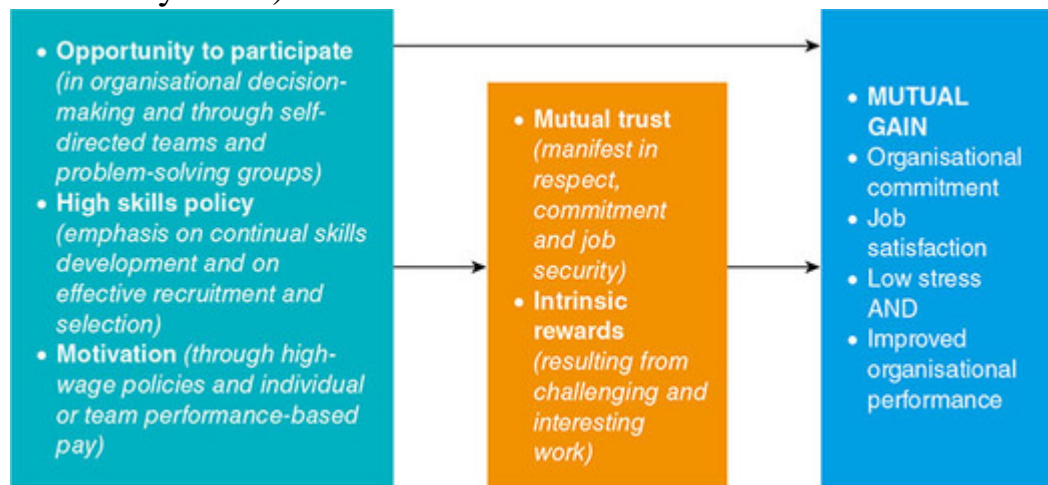 • Opportunity to participate
(in organisational decision-
making and through self-
directed teams and
problem-solving groups)
• High skills policy
(emphasis on continual skills
development and on
effective recruitment and
selection)
• Motivation (through high-
wage policies and individual
or team performance-based
pay)
• Mutual trust
(manifest in
respect,
commitment
and job
security)
• Intrinsic
rewards
(resulting from
challenging and
interesting
work)
• MUTUAL
GAIN
• Organisational
commitment
• Job
satisfaction
• Low stress
AND
• Improved
organisational
performance